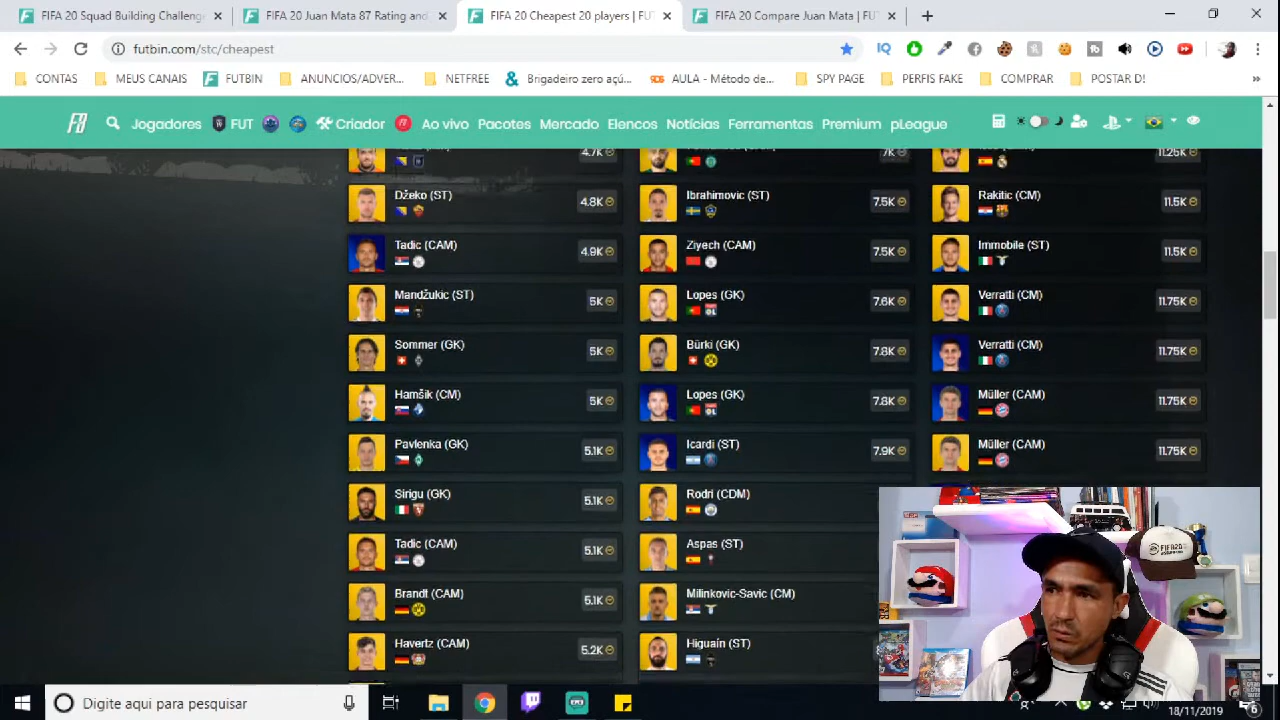 FIFA 20 Squad Building Challeng
FIFA 20 Juan Mata 87 Rating and
FIFA 20 Cheapest 20 players | FUT
FIFA 20 Compare Juan Mata | FUT
futbin.com/stc/cheapest
CONTAS
MEUS CANAIS
FUTBIN
ANUNCIOS/ADVER...
NETFREE
Brigadeiro zero açú...
AULA - Método de...
SPY PAGE
PERFIS FAKE
COMPRAR
POSTAR D!
Jogadores
FUT
Criador
Ao vivo
Pacotes
Mercado
Elencos
Notícias
Ferramentas
Premium
pLeague
4.7K
7K
11.25K
Džeko (ST)
4.8K
Ibrahimovic (ST)
7.5K
Rakitic (CM)
11.5K
Tadic (CAM)
4.9K
Ziyech (CAM)
7.5K
Immobile (ST)
11.5K
Mandžukic (ST)
5K
Lopes (GK)
7.6K
Verratti (CM)
11.75K
Sommer (GK)
5K
Bürki (GK)
7.8K
Verratti (CM)
11.75K
Hamšik (CM)
5K
Lopes (GK)
7.8K
Müller (CAM)
11.75K
Pavlenka (GK)
5.1K
Icardi (ST)
7.9K
Müller (CAM)
11.75K
Sirigu (GK)
5.1K
Rodri (CDM)
Tadic (CAM)
5.1K
Aspas (ST)
Brandt (CAM)
5.1K
Milinkovic-Savic (CM)
Havertz (CAM)
5.2K
Higuaín (ST)
FIFA 20
Digite aqui para pesquisar
18/11/2019
6